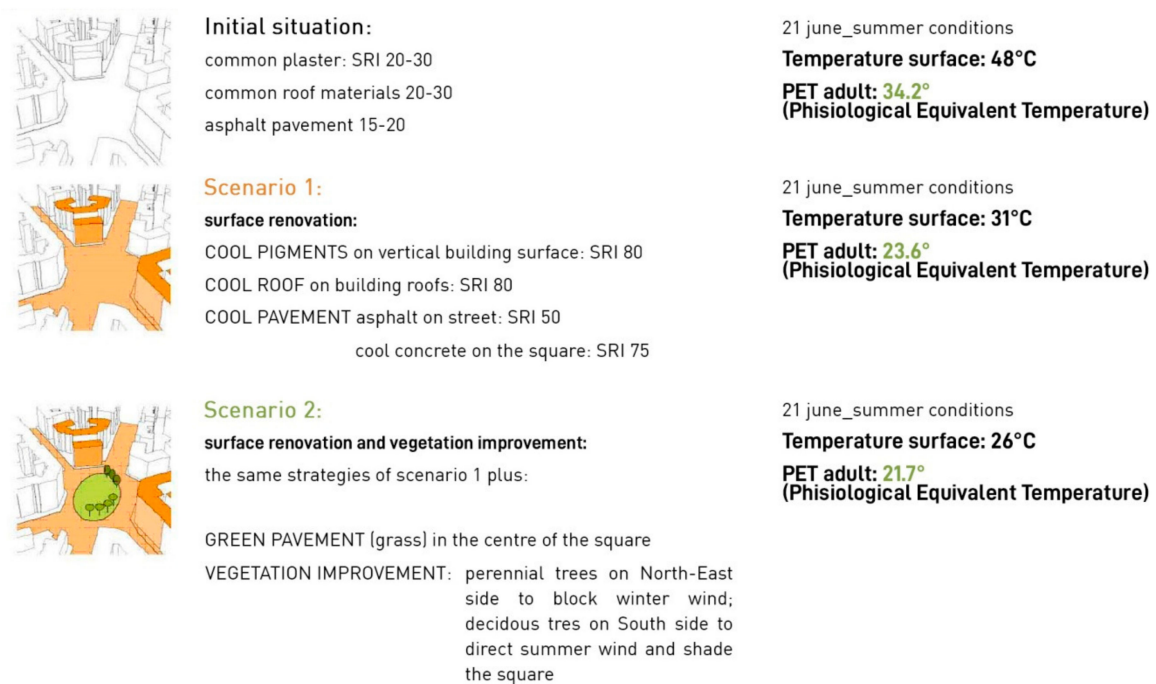 Initial situation:
common plaster: SRI 20-30
common roof materials 20-30
asphalt pavement 15-20
21 june_summer conditions
Temperature surface: 48°C
PET adult: 34.2°
(Phisiological Equivalent Temperature)
Scenario 1:
surface renovation:
COOL PIGMENTS on vertical building surface: SRI 80
COOL ROOF on building roofs: SRI 80
COOL PAVEMENT asphalt on street: SRI 50
cool concrete on the square: SRI 75
21 june_summer conditions
Temperature surface: 31°C
PET adult: 23.6°
(Phisiological Equivalent Temperature)
Scenario 2:
surface renovation and vegetation improvement:
the same strategies of scenario 1 plus:
GREEN PAVEMENT (grass) in the centre of the square
VEGETATION IMPROVEMENT: perennial trees on North-East
side to block winter wind;
decidous tres on South side to
direct summer wind and shade
the square
21 june_summer conditions
Temperature surface: 26°C
PET adult: 21.7°
(Phisiological Equivalent Temperature)